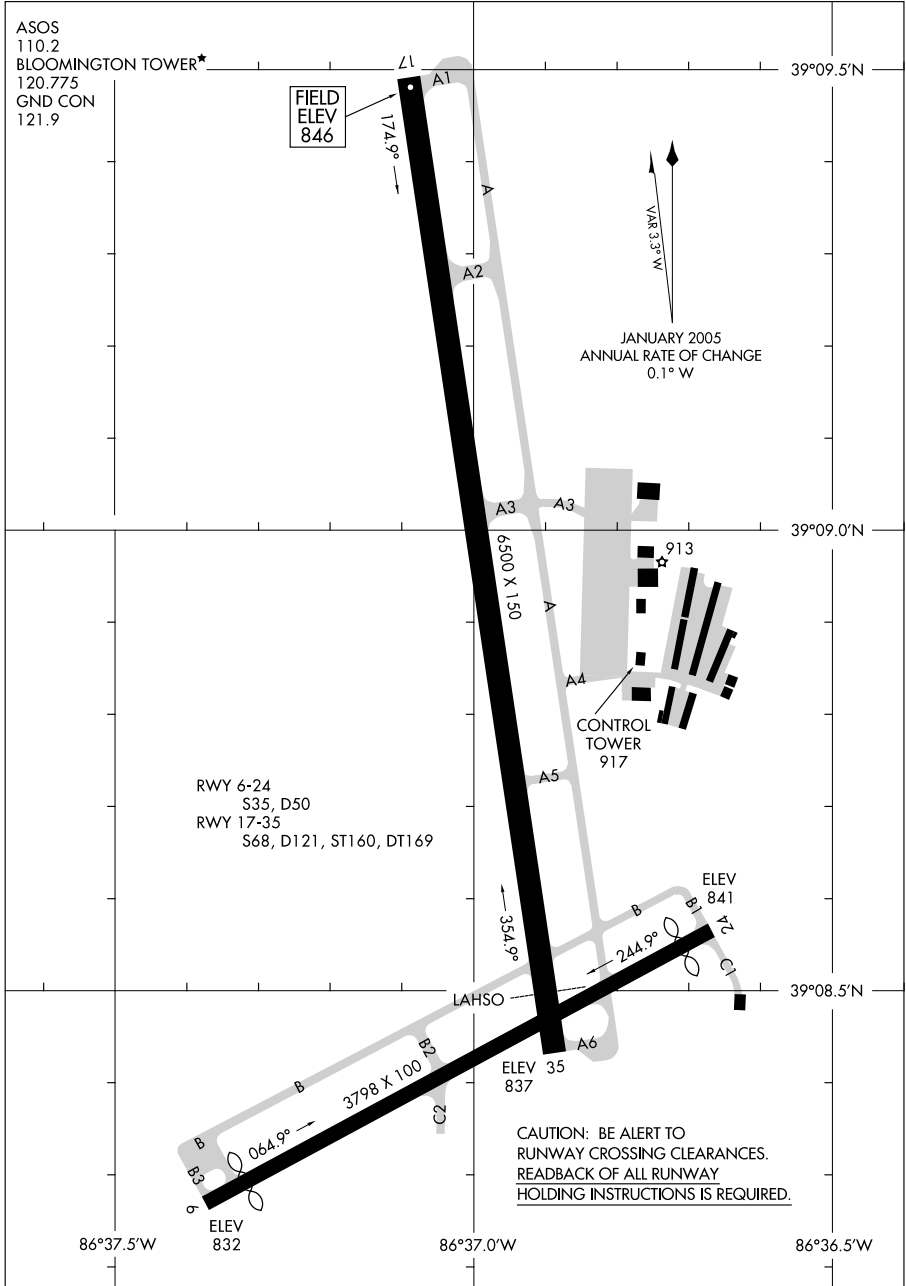 ASOS
110.2
BLOOMINGTON TOWER★
120.775
GND CON
121.9
17
A1
39°09.5'N
FIELD
ELEV
846
174.9°
A
VAR 3.3° W
A2
JANUARY 2005
ANNUAL RATE OF CHANGE
0.1° W
A3
A3
39°09.0'N
6500 X 150
913
A
A4
CONTROL
TOWER
917
A5
RWY 6-24
S35, D50
RWY 17-35
S68, D121, ST160, DT169
ELEV
841
B
B1
24
354.9°
244.9°
C1
LAHSO
39°08.5'N
B2
A6
ELEV
837
35
B
3798 X 100
C2
B
064.9°
B3
6
CAUTION: BE ALERT TO
RUNWAY CROSSING CLEARANCES.
READBACK OF ALL RUNWAY
HOLDING INSTRUCTIONS IS REQUIRED.
ELEV
832
86°37.5'W
86°37.0'W
86°36.5'W